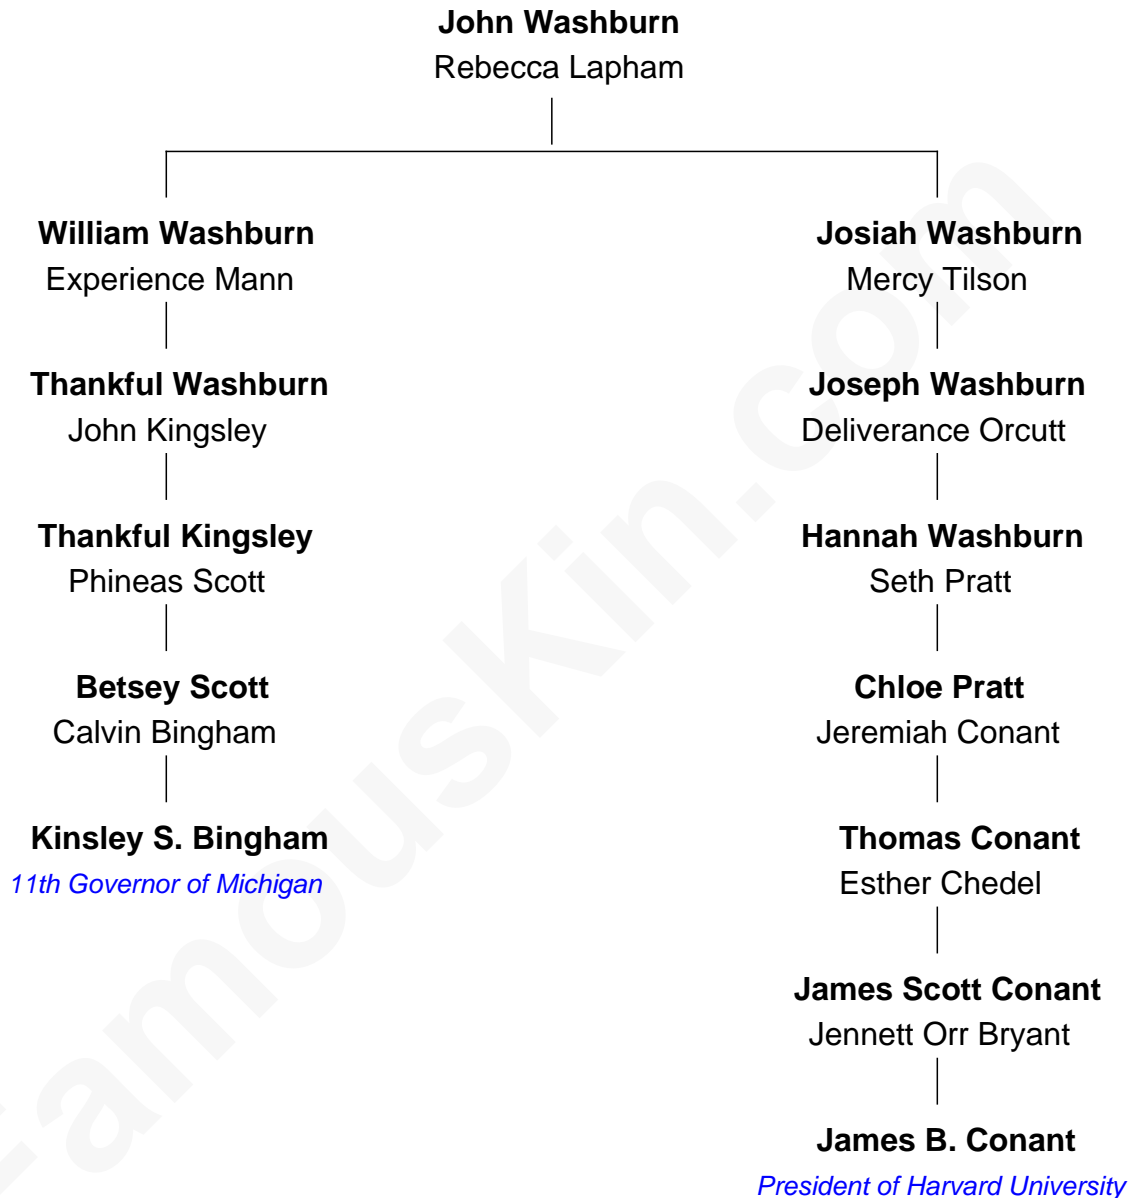 John Washburn
Rebecca Lapham
William Washburn
Experience Mann
Thankful Washburn
John Kingsley
Thankful Kingsley
Phineas Scott
Betsey Scott
Calvin Bingham
Kinsley S. Bingham
11th Governor of Michigan
Josiah Washburn
Mercy Tilson
Joseph Washburn
Deliverance Orcutt
Hannah Washburn
Seth Pratt
Chloe Pratt
Jeremiah Conant
Thomas Conant
Esther Chedel
James Scott Conant
Jennett Orr Bryant
James B. Conant
President of Harvard University
FamousKin.com